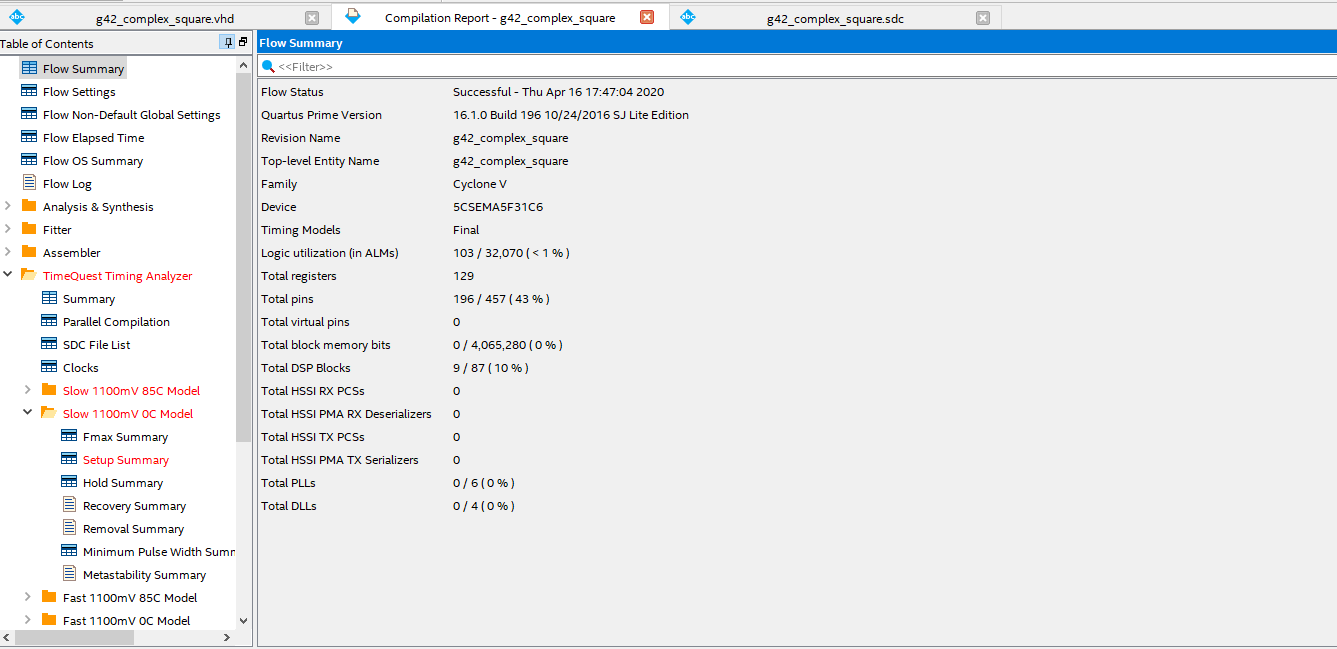 g42_complex_square.vhd
Compilation Report - g42_complex_square
g42_complex_square.sdc
Table of Contents
Flow Summary
Flow Settings
Flow Non-Default Global Settings
Flow Elapsed Time
Flow OS Summary
Flow Log
Analysis & Synthesis
Fitter
Assembler
TimeQuest Timing Analyzer
Summary
Parallel Compilation
SDC File List
Clocks
Slow 1100mV 85C Model
Slow 1100mV 0C Model
Fmax Summary
Setup Summary
Hold Summary
Recovery Summary
Removal Summary
Minimum Pulse Width Sumr
Metastability Summary
Fast 1100mV 85C Model
Fast 1100mV 0C Model
Flow Summary
<<Filter>>
Flow Status Successful - Thu Apr 16 17:47:04 2020
Quartus Prime Version 16.1.0 Build 196 10/24/2016 SJ Lite Edition
Revision Name g42_complex_square
Top-level Entity Name g42_complex_square
Family Cyclone V
Device 5CSEMA5F31C6
Timing Models Final
Logic utilization (in ALMs) 103 / 32,070 ( < 1 % )
Total registers 129
Total pins 196 / 457 ( 43 % )
Total virtual pins 0
Total block memory bits 0 / 4,065,280 ( 0 % )
Total DSP Blocks 9 / 87 ( 10 % )
Total HSSI RX PCSs 0
Total HSSI PMA RX Deserializers 0
Total HSSI TX PCSs 0
Total HSSI PMA TX Serializers 0
Total PLLs 0 / 6 ( 0 % )
Total DLLs 0 / 4 ( 0 % )